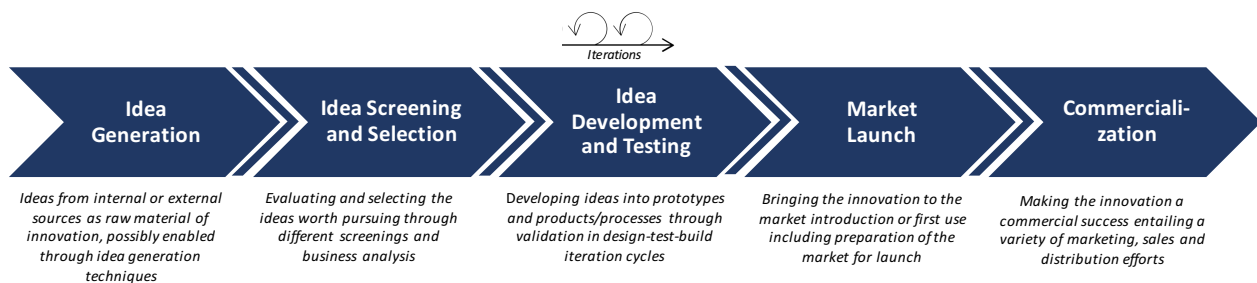 Iterations
Idea
Generation
Idea Screening
and Selection
Idea
Development
and Testing
Market
Launch
Commerciali-
zation
Ideas from internal or external
sources as raw material of
innovation, possibly enabled
through idea generation
techniques
Evaluating and selecting the
ideas worth pursuing through
different screenings and
business analysis
Developing ideas into prototypes
and products/processes through
validation in design-test-build
iteration cycles
Bringing the innovation to the
market introduction or first use
including preparation of the
market for launch
Making the innovation a
commercial success entailing a
variety of marketing, sales and
distribution efforts